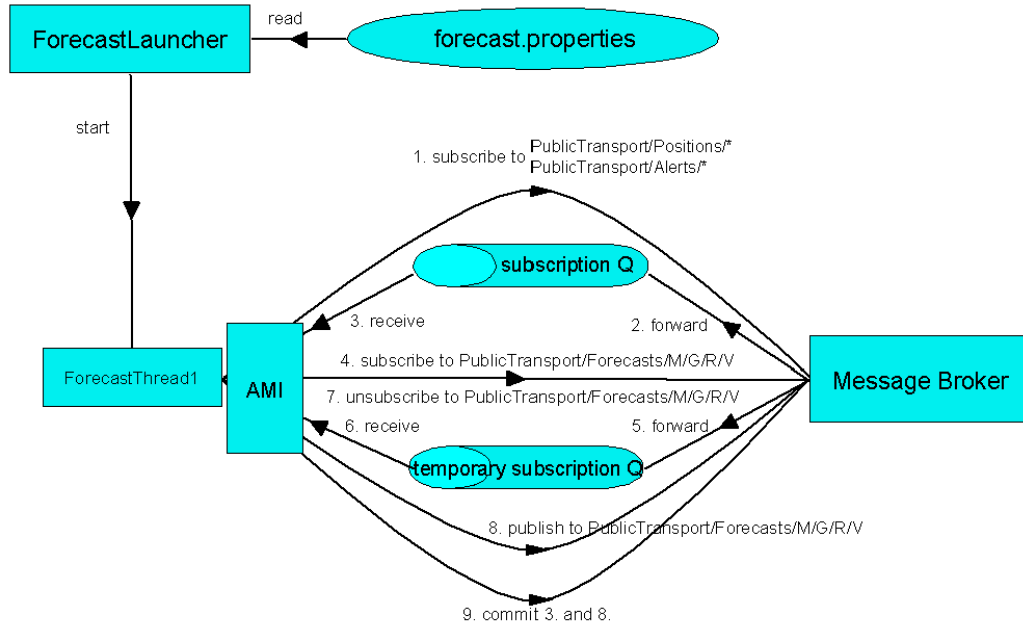 read
ForecastLauncher
forecast.properties
start
1. subscribe to PublicTransport/Positions/*
PublicTransport/Alerts/*
subscription Q
3. receive
2. forward
4. subscribe to PublicTransport/Forecasts/M/G/R/V
ForecastThread1
AMI
Message Broker
7. unsubscribe to PublicTransport/Forecasts/M/G/R/V
6. receive
5. forward
temporary subscription Q
8. publish to PublicTransport/Forecasts/M/G/R/V
9. commit 3. and 8.